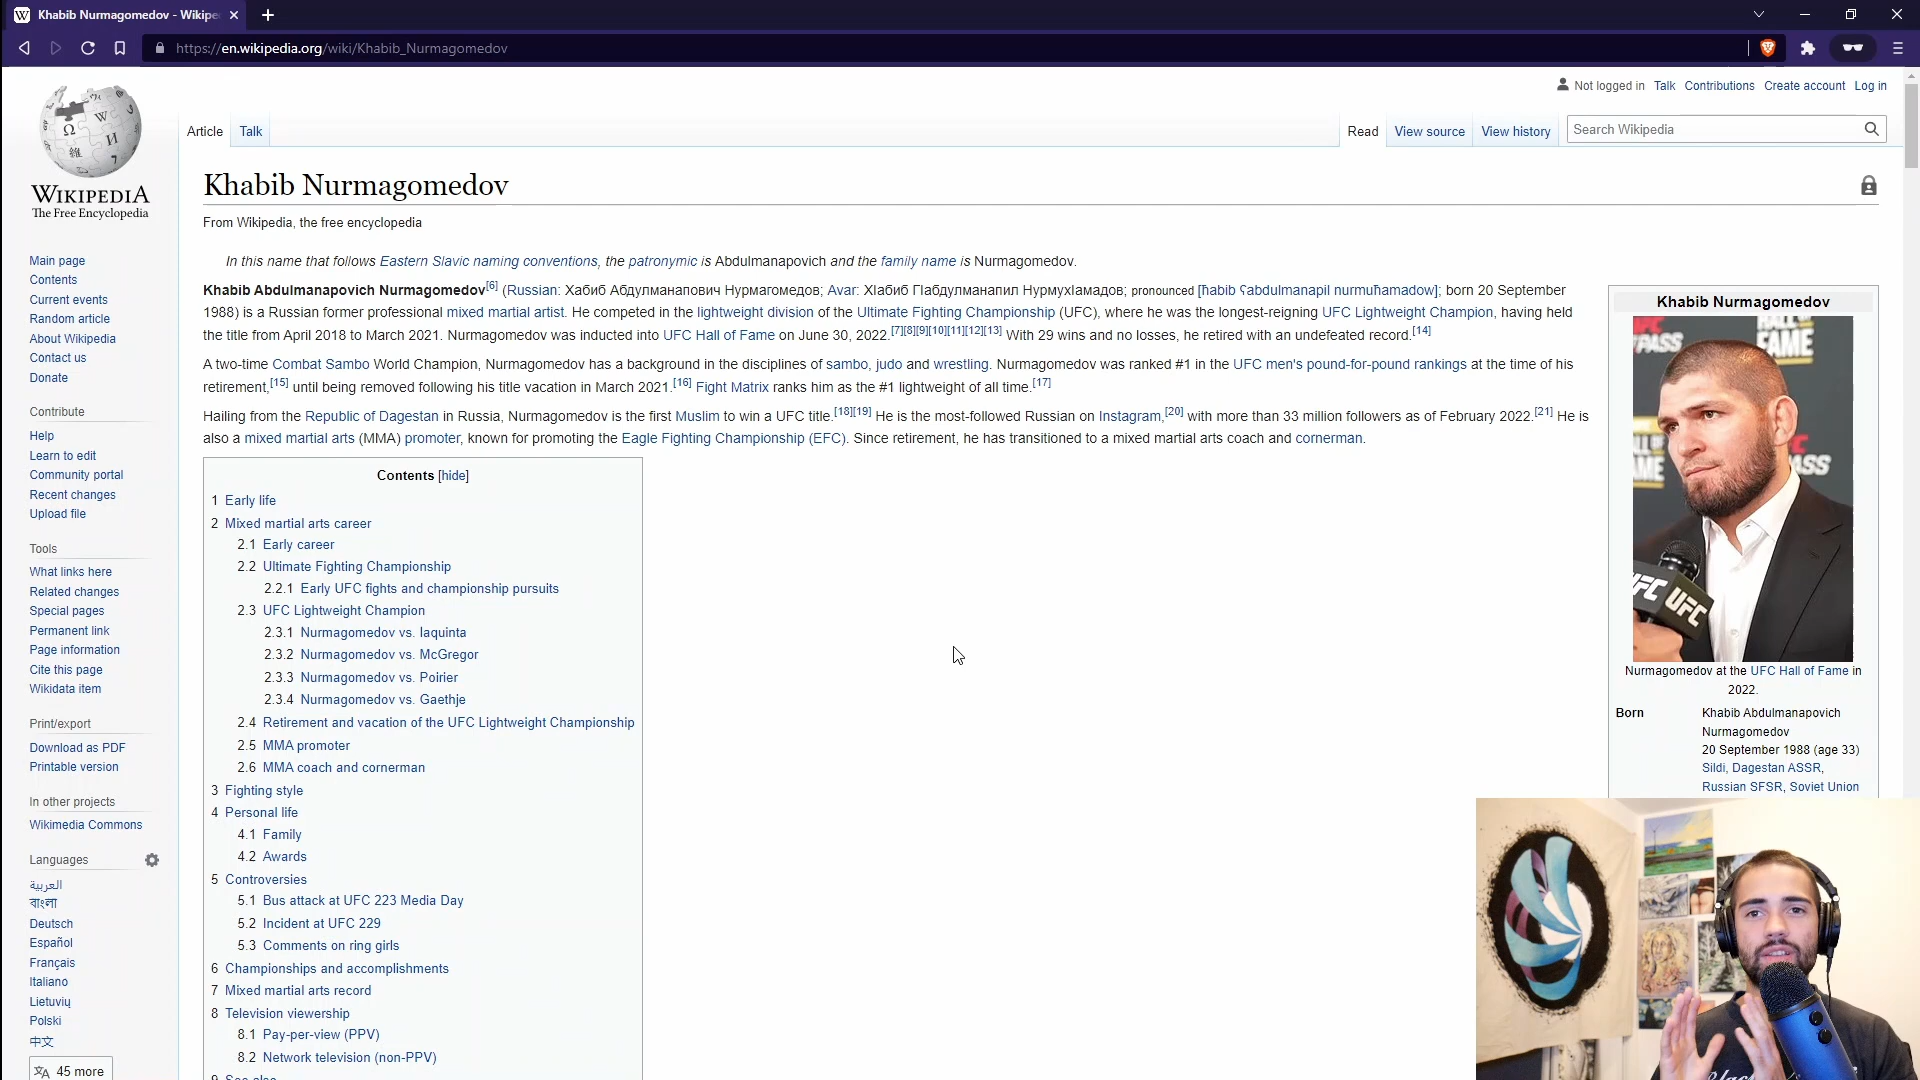 Khabib Nurmagomedov - Wikipe
https://en.wikipedia.org/wiki/Khabib_Nurmagomedov
Not logged in Talk Contributions Create account Log in
Article Talk
Read View source View history Search Wikipedia
WIKIPEDIA
The Free Encyclopedia
Main page
Contents
Current events
Random article
About Wikipedia
Contact us
Donate
Contribute
Help
Learn to edit
Community portal
Recent changes
Upload file
Tools
What links here
Related changes
Special pages
Permanent link
Page information
Cite this page
Wikidata item
Print/export
Download as PDF
Printable version
In other projects
Wikimedia Commons
Languages
العربية
বাংলা
Deutsch
Español
Français
Italiano
Lietuvių
Polski
中文
45 more
Khabib Nurmagomedov
From Wikipedia, the free encyclopedia
In this name that follows Eastern Slavic naming conventions, the patronymic is Abdulmanapovich and the family name is Nurmagomedov.
Khabib Abdulmanapovich Nurmagomedov[6] (Russian: Хабиб Абдулманапович Нурмагомедов; Avar: ХӀабиб ГӀабдулманапил НурмухӀамадов; pronounced [ħabib ʕabdulmanapil nurmuħamadow]; born 20 September
1988) is a Russian former professional mixed martial artist. He competed in the lightweight division of the Ultimate Fighting Championship (UFC), where he was the longest-reigning UFC Lightweight Champion, having held
the title from April 2018 to March 2021. Nurmagomedov was inducted into UFC Hall of Fame on June 30, 2022.[7][8][9][10][11][12][13] With 29 wins and no losses, he retired with an undefeated record.[14]
A two-time Combat Sambo World Champion, Nurmagomedov has a background in the disciplines of sambo, judo and wrestling. Nurmagomedov was ranked #1 in the UFC men's pound-for-pound rankings at the time of his
retirement,[15] until being removed following his title vacation in March 2021.[16] Fight Matrix ranks him as the #1 lightweight of all time.[17]
Hailing from the Republic of Dagestan in Russia, Nurmagomedov is the first Muslim to win a UFC title.[18][19] He is the most-followed Russian on Instagram,[20] with more than 33 million followers as of February 2022.[21] He is
also a mixed martial arts (MMA) promoter, known for promoting the Eagle Fighting Championship (EFC). Since retirement, he has transitioned to a mixed martial arts coach and cornerman.
Contents [hide]
1 Early life
2 Mixed martial arts career
2.1 Early career
2.2 Ultimate Fighting Championship
2.2.1 Early UFC fights and championship pursuits
2.3 UFC Lightweight Champion
2.3.1 Nurmagomedov vs. Iaquinta
2.3.2 Nurmagomedov vs. McGregor
2.3.3 Nurmagomedov vs. Poirier
2.3.4 Nurmagomedov vs. Gaethje
2.4 Retirement and vacation of the UFC Lightweight Championship
2.5 MMA promoter
2.6 MMA coach and cornerman
3 Fighting style
4 Personal life
4.1 Family
4.2 Awards
5 Controversies
5.1 Bus attack at UFC 223 Media Day
5.2 Incident at UFC 229
5.3 Comments on ring girls
6 Championships and accomplishments
7 Mixed martial arts record
8 Television viewership
8.1 Pay-per-view (PPV)
8.2 Network television (non-PPV)
9 See also
Khabib Nurmagomedov
PASS
HALL OF
FAME
UFC UFC
Nurmagomedov at the UFC Hall of Fame in
2022.
Born Khabib Abdulmanapovich
Nurmagomedov
20 September 1988 (age 33)
Sildi, Dagestan ASSR,
Russian SFSR, Soviet Union